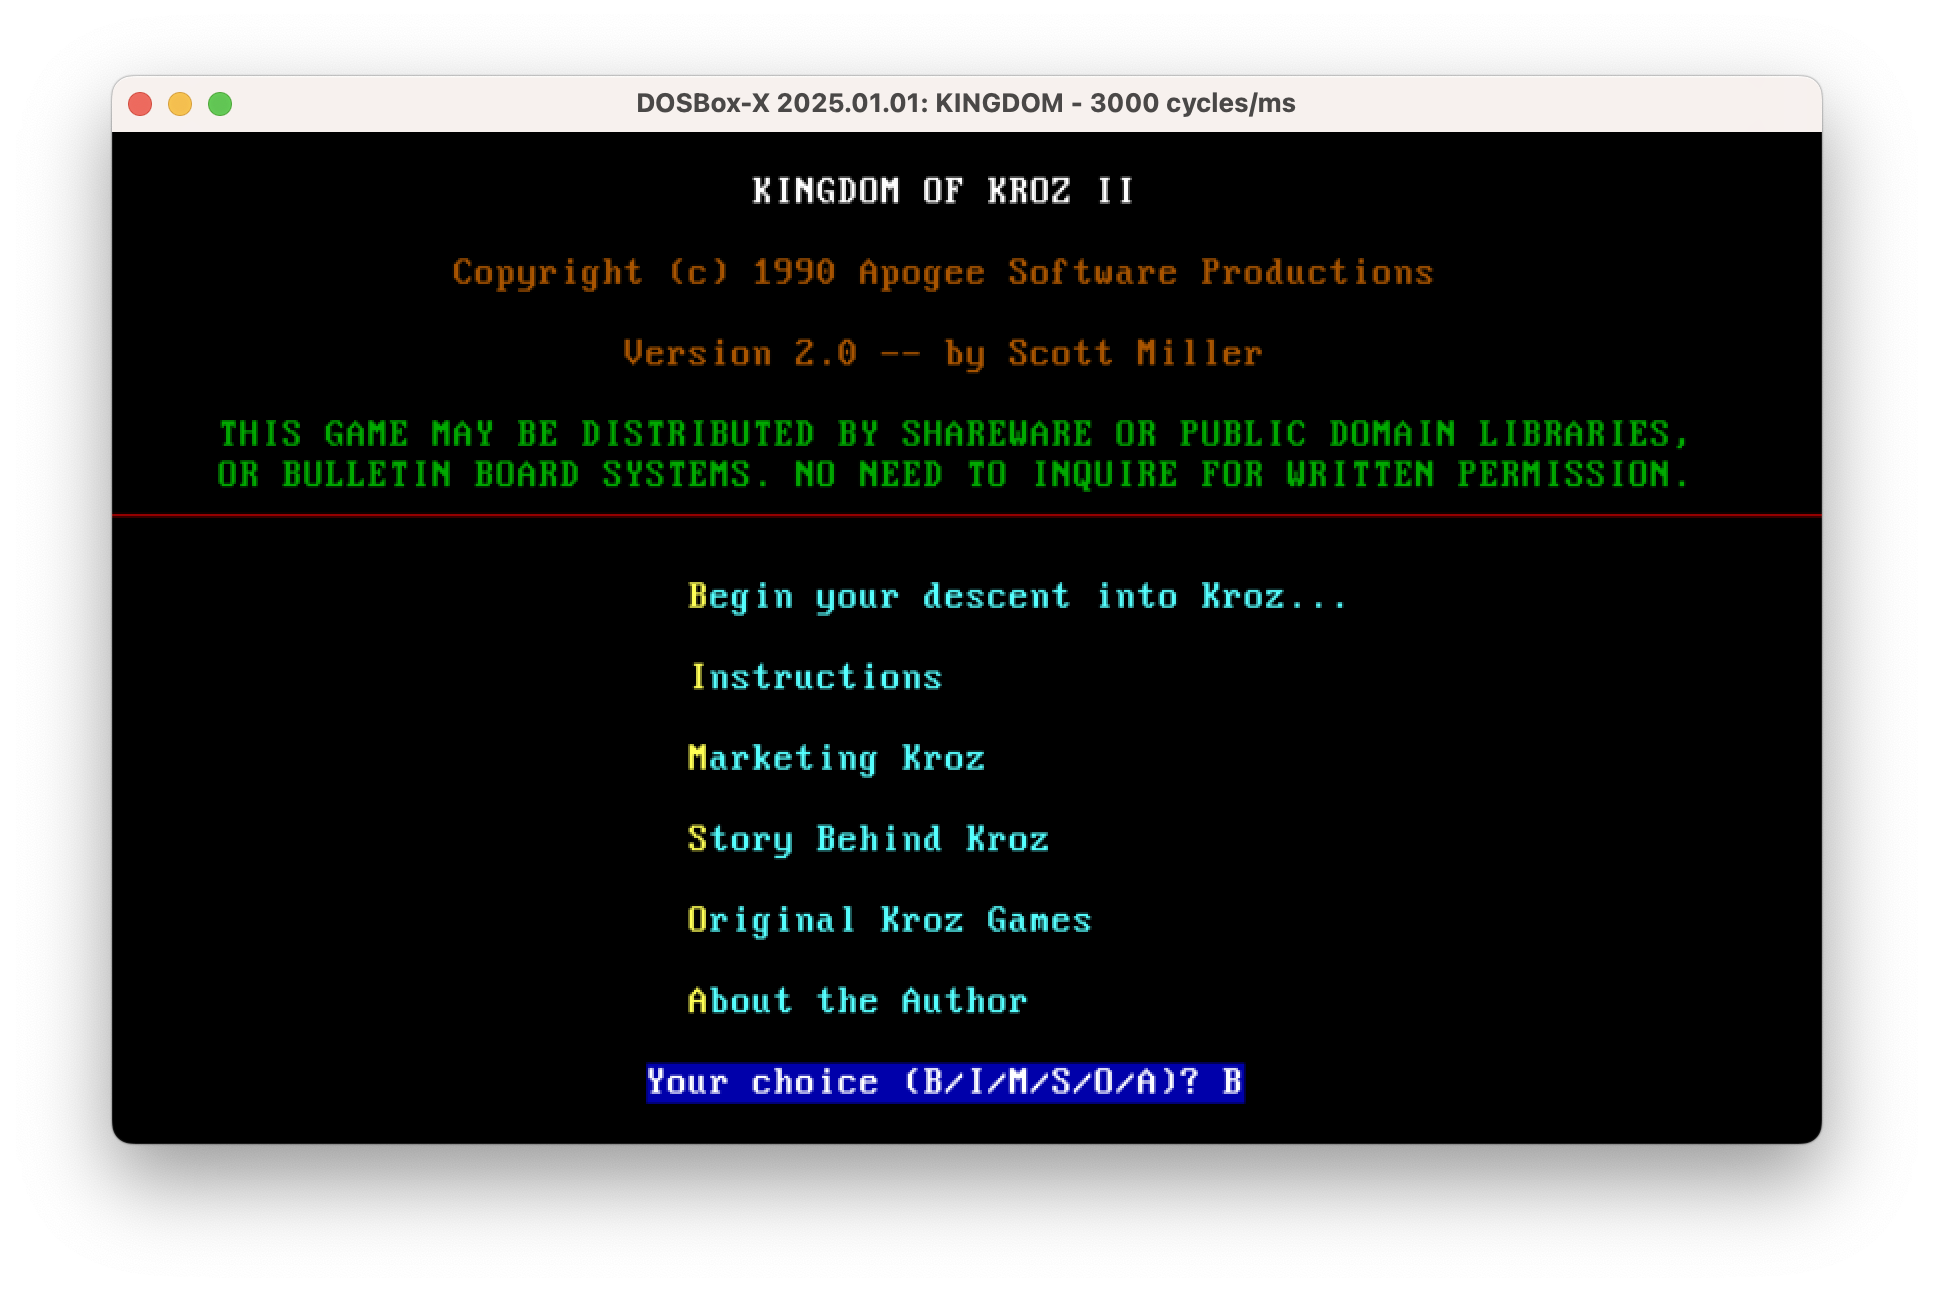 DOSBox-X 2025.01.01: KINGDOM - 3000 cycles/ms
KINGDOM OF KROZ II
Copyright (c) 1990 Apogee Software Productions
Version 2.0 -- by Scott Miller
THIS GAME MAY BE DISTRIBUTED BY SHAREWARE OR PUBLIC DOMAIN LIBRARIES,
OR BULLETIN BOARD SYSTEMS. NO NEED TO INQUIRE FOR WRITTEN PERMISSION.
Begin your descent into Kroz...
Instructions
Marketing Kroz
Story Behind Kroz
Original Kroz Games
About the Author
Your choice (B/I/M/S/O/A)? B